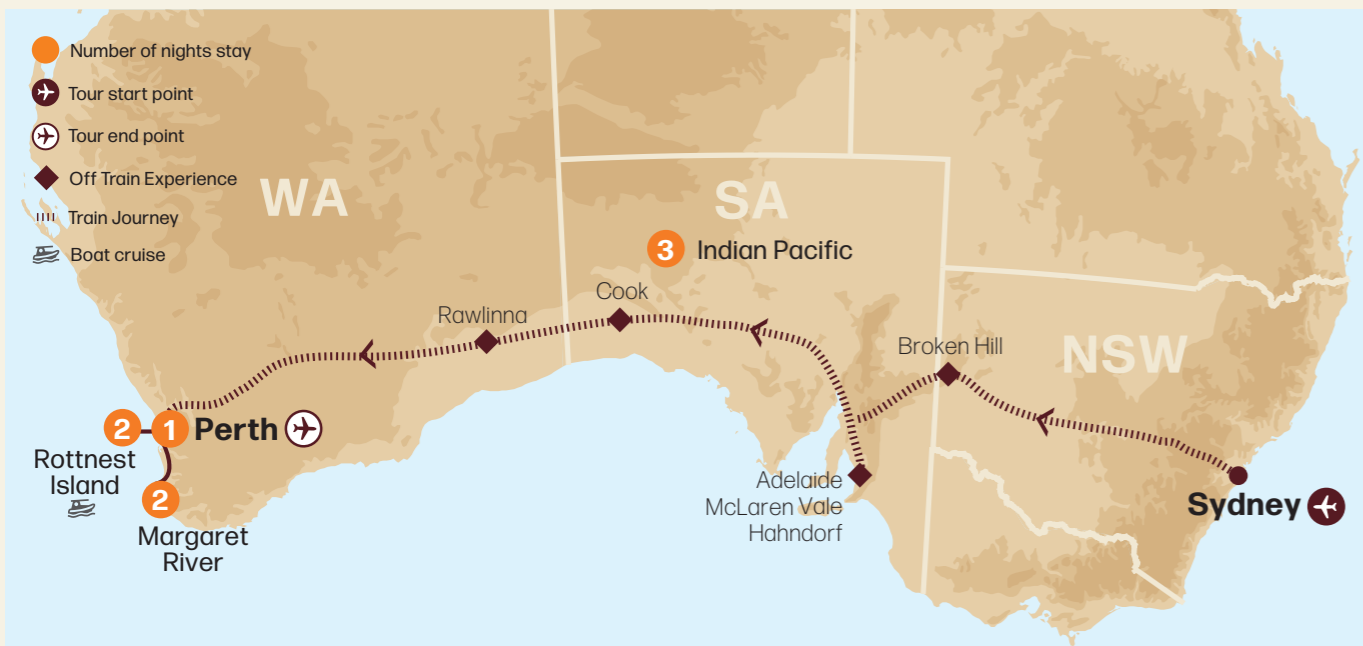 Number of nights stay
Tour start point
Tour end point
Off Train Experience
Train Journey
Boat cruise
WA
SA
3 Indian Pacific
Cook
Rawlinna
Broken Hill
NSW
2
1 Perth
Rottnest
Island
2
Margaret
River
Adelaide
McLaren Vale
Hahndorf
Sydney